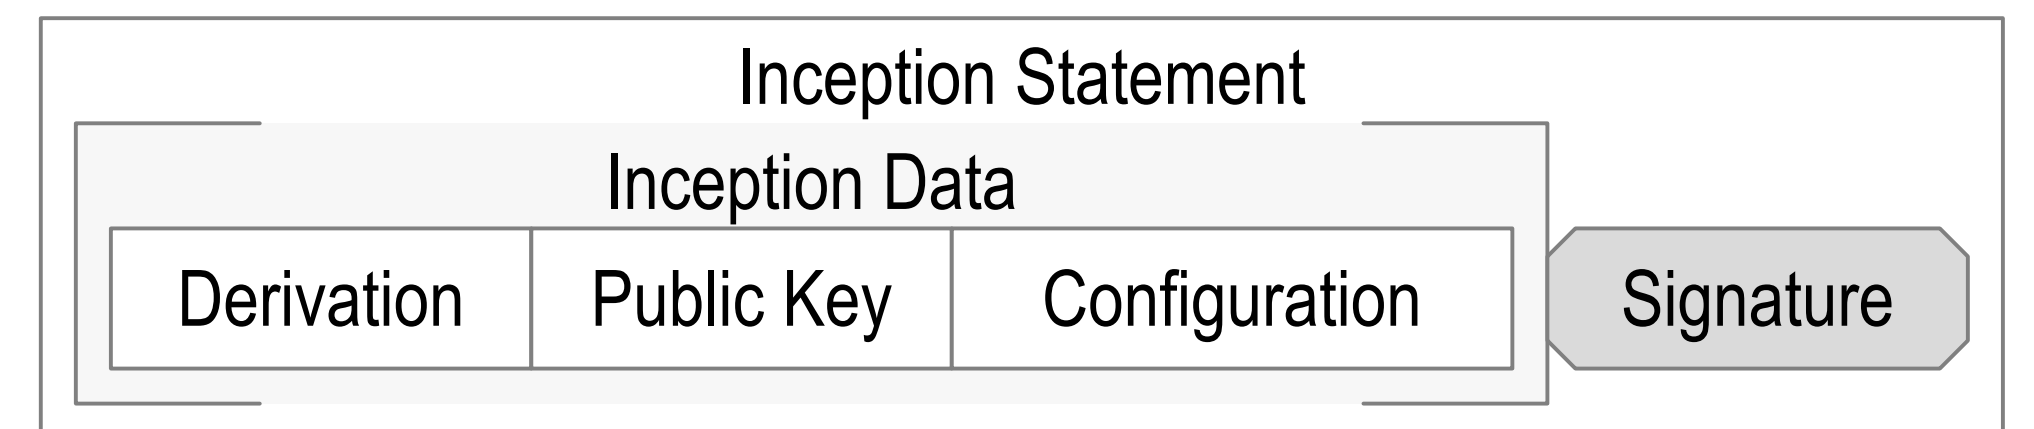 Inception Statement
Inception Data
Derivation Public Key Configuration Signature